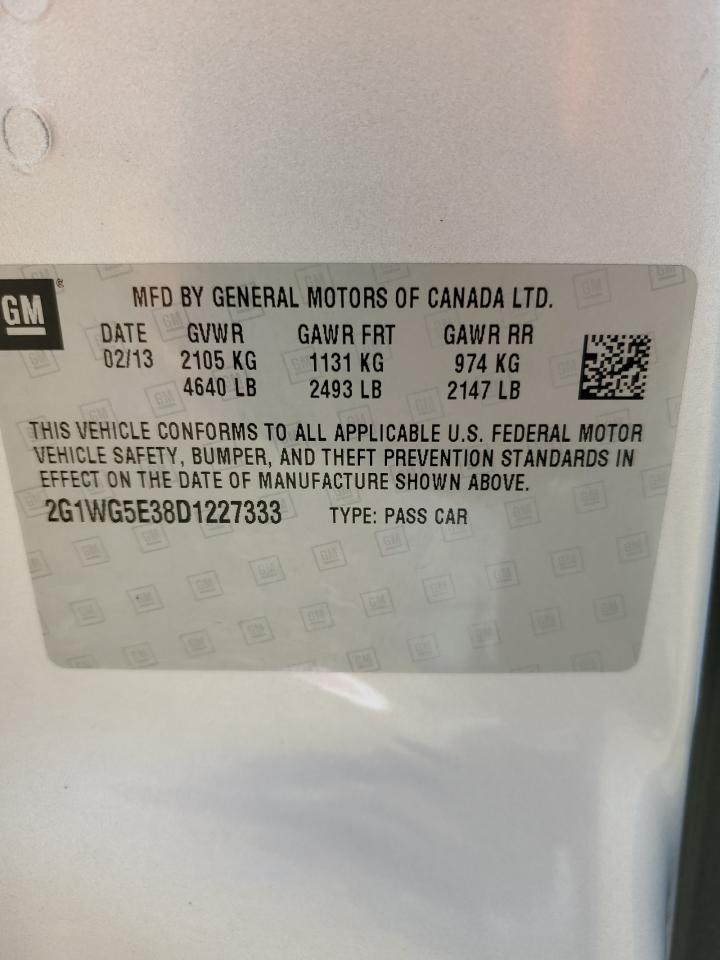 GM®
MFD BY GENERAL MOTORS OF CANADA LTD.
DATE GVWR GAWR FRT GAWR RR
02/13 2105 KG 1131 KG 974 KG
4640 LB 2493 LB 2147 LB
THIS VEHICLE CONFORMS TO ALL APPLICABLE U.S. FEDERAL MOTOR
VEHICLE SAFETY, BUMPER, AND THEFT PREVENTION STANDARDS IN
EFFECT ON THE DATE OF MANUFACTURE SHOWN ABOVE.
2G1WG5E38D1227333 TYPE: PASS CAR